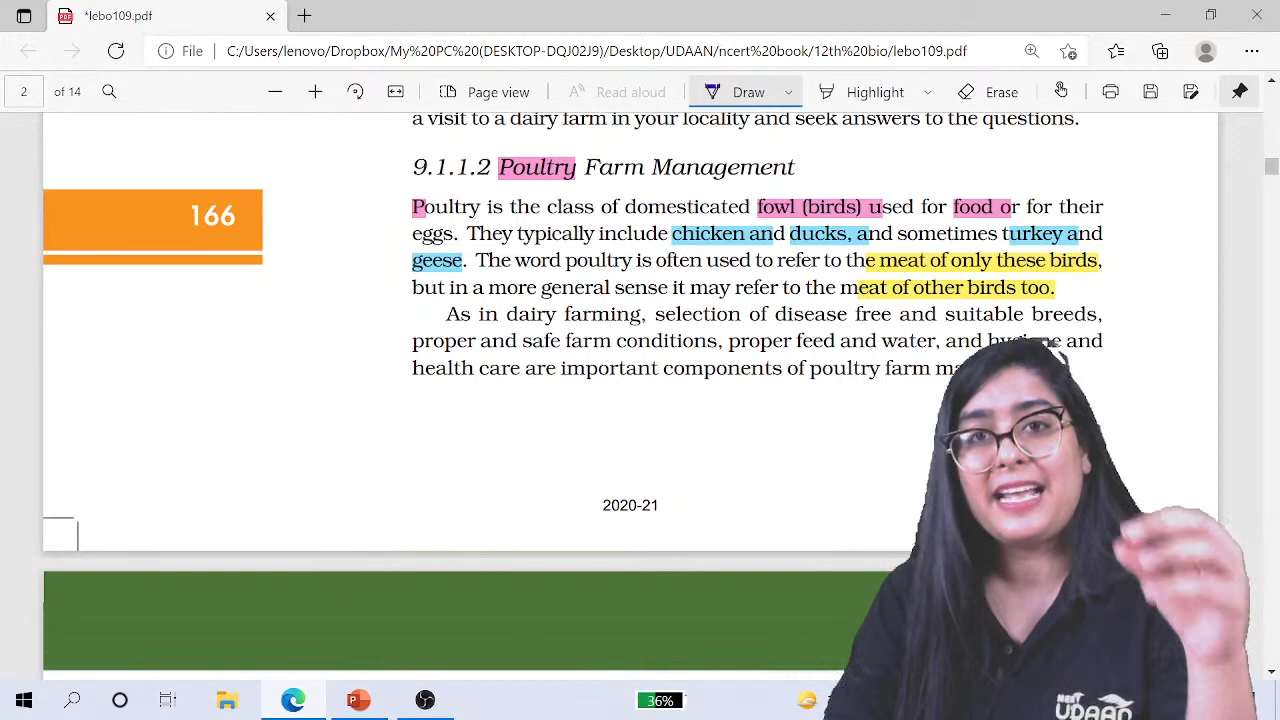 *lebo109.pdf
File
C:/Users/lenovo/Dropbox/My%20PC%20(DESKTOP-DQJ02J9)/Desktop/UDAAN/ncert%20book/12th%20bio/lebo109.pdf
2 of 14
Page view
Read aloud
Draw
Highlight
Erase
a visit to a dairy farm in your locality and seek answers to the questions.
9.1.1.2 Poultry Farm Management
166
Poultry is the class of domesticated fowl (birds) used for food or for their
eggs. They typically include chicken and ducks, and sometimes turkey and
geese. The word poultry is often used to refer to the meat of only these birds,
but in a more general sense it may refer to the meat of other birds too.
As in dairy farming, selection of disease free and suitable breeds,
proper and safe farm conditions, proper feed and water, and hygiene and
health care are important components of poultry farm
2020-21
36%
NEET
UDAAN